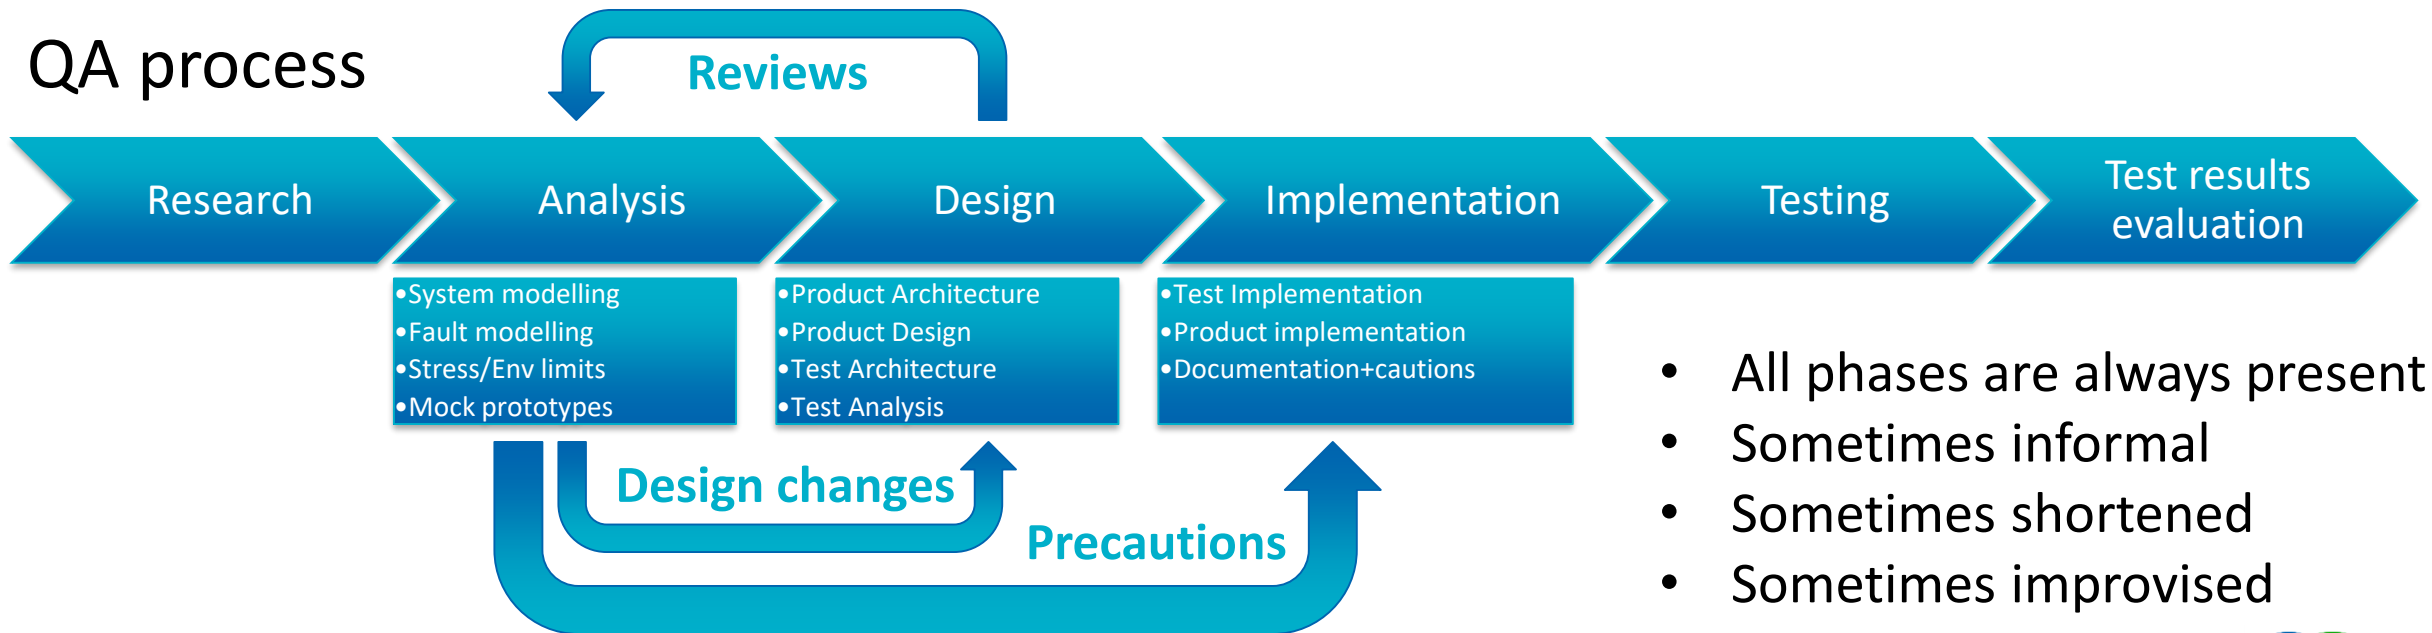 QA process
Reviews
Research
Analysis
Design
Implementation
Testing
Test results
evaluation
•System modelling
•Fault modelling
•Stress/Env limits
•Mock prototypes
•Product Architecture
•Product Design
•Test Architecture
•Test Analysis
•Test Implementation
•Product implementation
•Documentation+cautions
Design changes
Precautions
• All phases are always present
• Sometimes informal
• Sometimes shortened
• Sometimes improvised